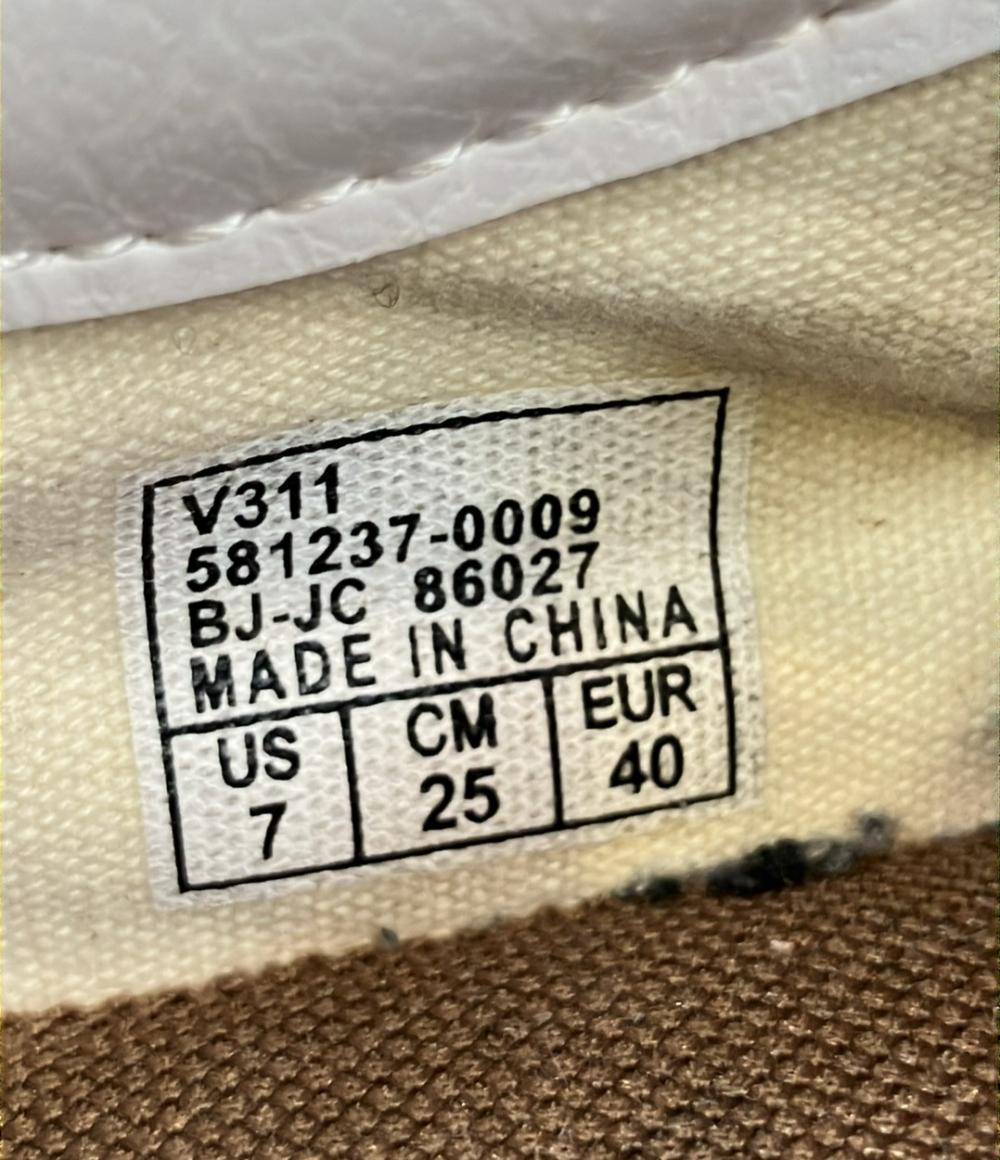 V311
581237-0009
BJ-JC 86027
MADE IN CHINA
US CM EUR
7 25 40